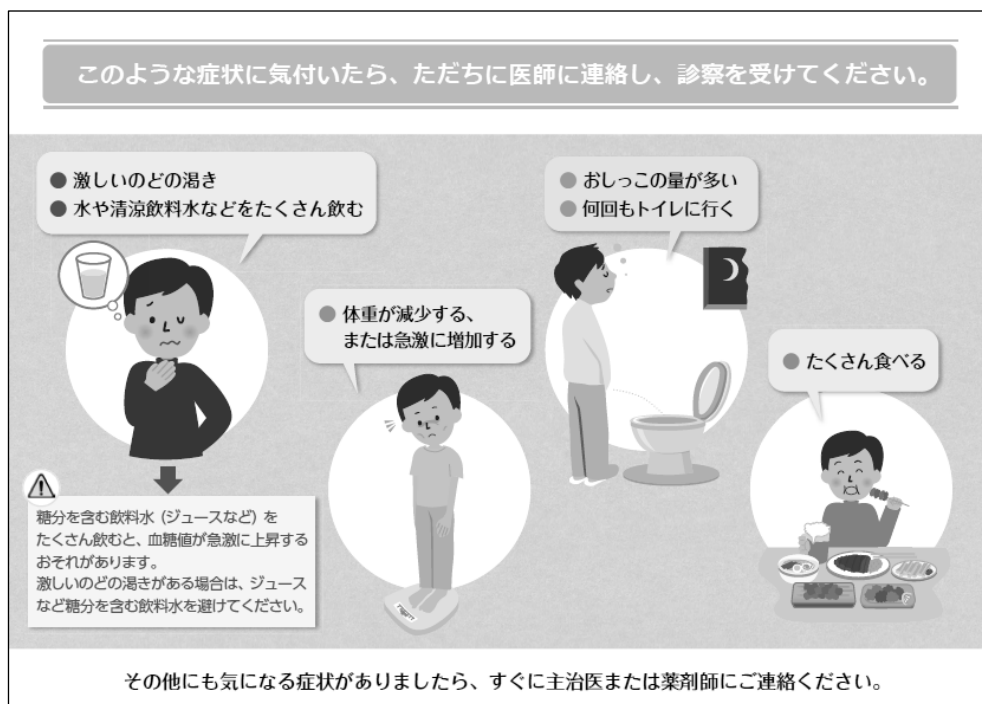 このような症状に気付いたら、ただちに医師に連絡し、診察を受けてください。
● 激しいのどの渇き
● 水や清涼飲料水などをたくさん飲む
● 体重が減少する、
または急激に増加する
● おしっこの量が多い
● 何回もトイレに行く
● たくさん食べる
糖分を含む飲料水（ジュースなど）を
たくさん飲むと、血糖値が急激に上昇する
おそれがあります。
激しいのどの渇きがある場合は、ジュース
など糖分を含む飲料水を避けてください。
その他にも気になる症状がありましたら、すぐに主治医または薬剤師にご連絡ください。